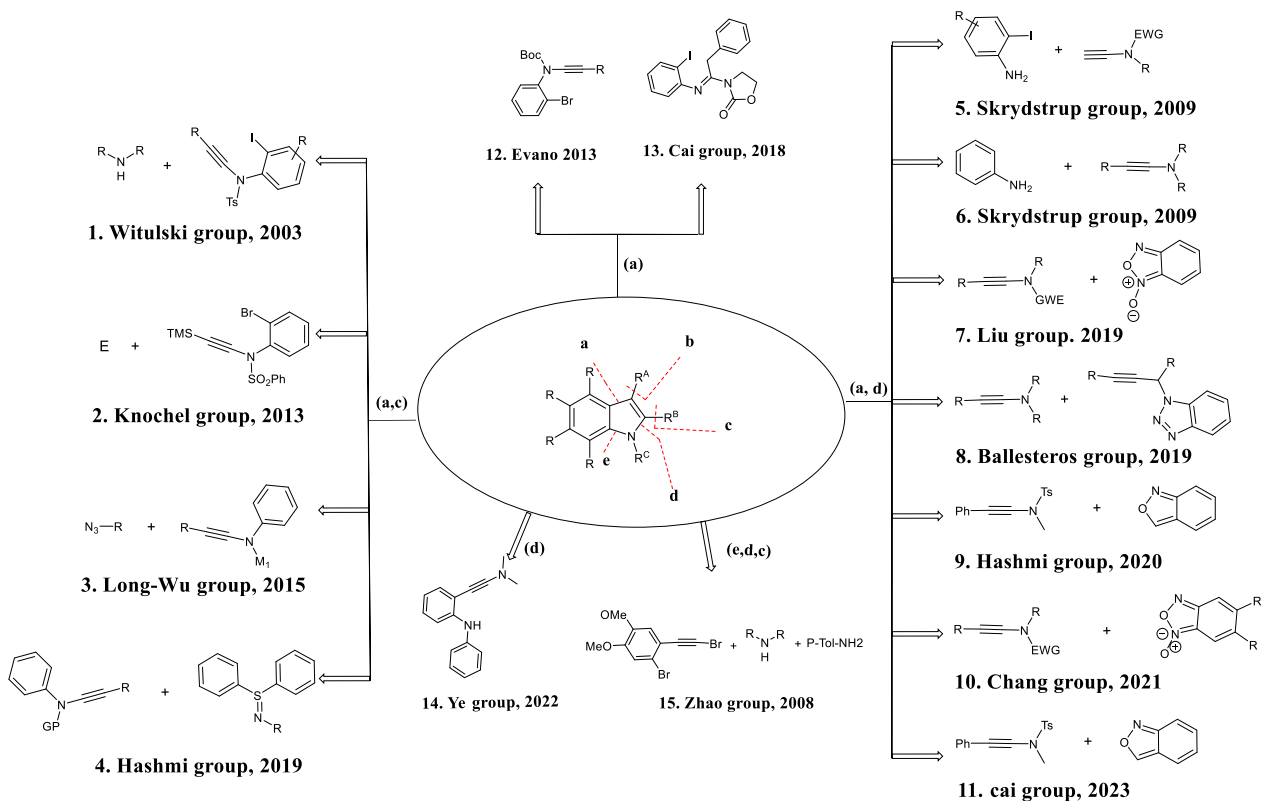 R
N
H
R
+
R
I
R
N
Ts
1. Witulski group, 2003
E
+
TMS
Br
N
SO2Ph
2. Knochel group, 2013
N3
R
+
R
N
M1
3. Long-Wu group, 2015
N
GP
R
+
S
N
R
4. Hashmi group, 2019
(a,c)
Boc
N
R
Br
12. Evano 2013
I
N
N
O
O
13. Cai group, 2018
(a)
a
b
R
RA
R
RB
R
N
R
RC
c
e
d
(d)
(e,d,c)
N
NH
14. Ye group, 2022
MeO
MeO
Br
Br
+
R
N
H
R
+ P-Tol-NH2
15. Zhao group, 2008
(a, d)
R
I
NH2
+
EWG
N
R
5. Skrydstrup group, 2009
NH2
+
R
R
N
R
6. Skrydstrup group, 2009
R
R
N
GWE
+
N
O
N
⊕
O
⊖
7. Liu group. 2019
R
R
N
R
+
R
R
N
N
N
8. Ballesteros group, 2019
Ph
Ts
N
+
N
O
9. Hashmi group, 2020
R
R
N
EWG
+
N
O
⊖
N
⊕
O
R
R
10. Chang group, 2021
Ph
Ts
N
+
N
O
11. cai group, 2023